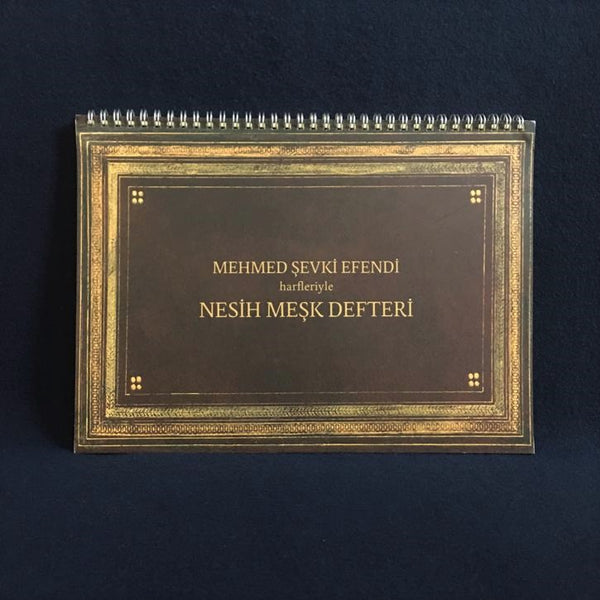 MEHMED ŞEVKİ EFENDİ
harfleriyle
NESİH MEŞK DEFTERİ